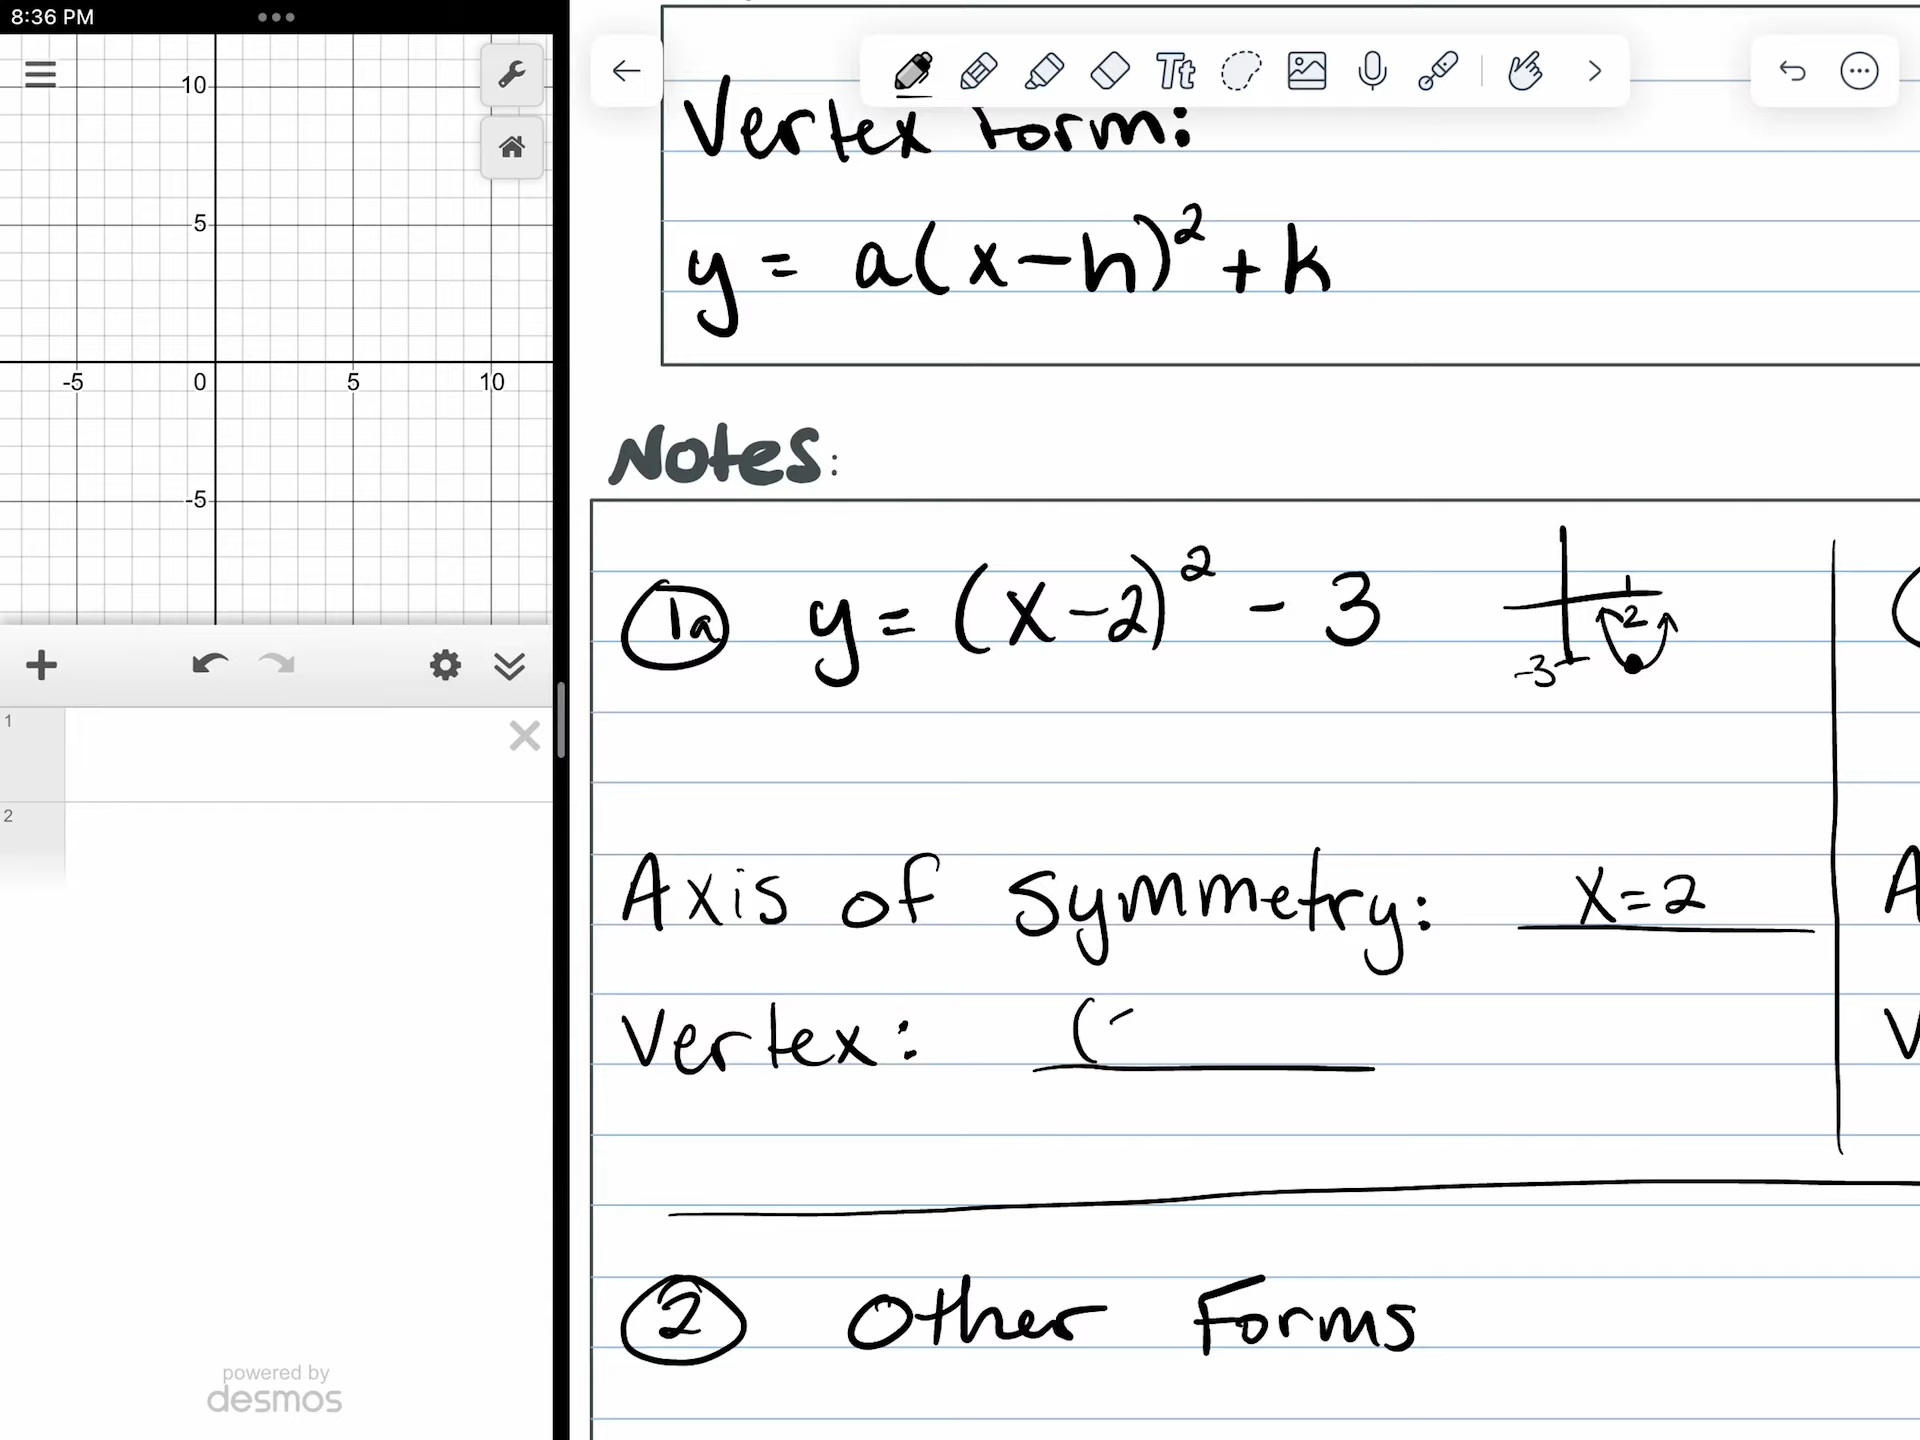 8:36 PM
10
5
-5 0 5 10
-5
1
2
powered by
desmos
Tt
Vertex form:
y = a(x-h)² + k
Notes:
1a y = (x-2)² - 3
2
-3
Axis of symmetry: x=2
A
Vertex: (
V
2 Other Forms